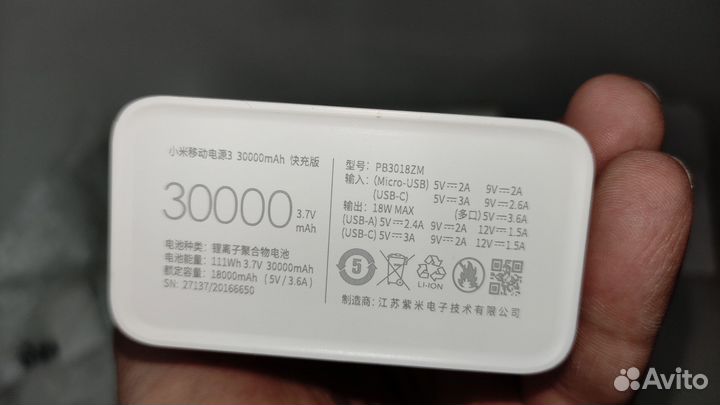 小米移动电源3 30000mAh 快充版
30000 3.7V
mAh
电池种类：锂离子聚合物电池
电池能量：111Wh 3.7V 30000mAh
额定容量：18000mAh ( 5V / 3.6A )
SN: 27137/20166650
型号：PB3018ZM
输入：(Micro-USB) 5V⎓2A 9V⎓2A
(USB-C) 5V⎓3A 9V⎓2.6A
输出：18W MAX (多口) 5V⎓3.6A
(USB-A) 5V⎓2.4A 9V⎓2A 12V⎓1.5A
(USB-C) 5V⎓3A 9V⎓2A 12V⎓1.5A
5
LI-ION
制造商：江苏紫米电子技术有限公司
Avito